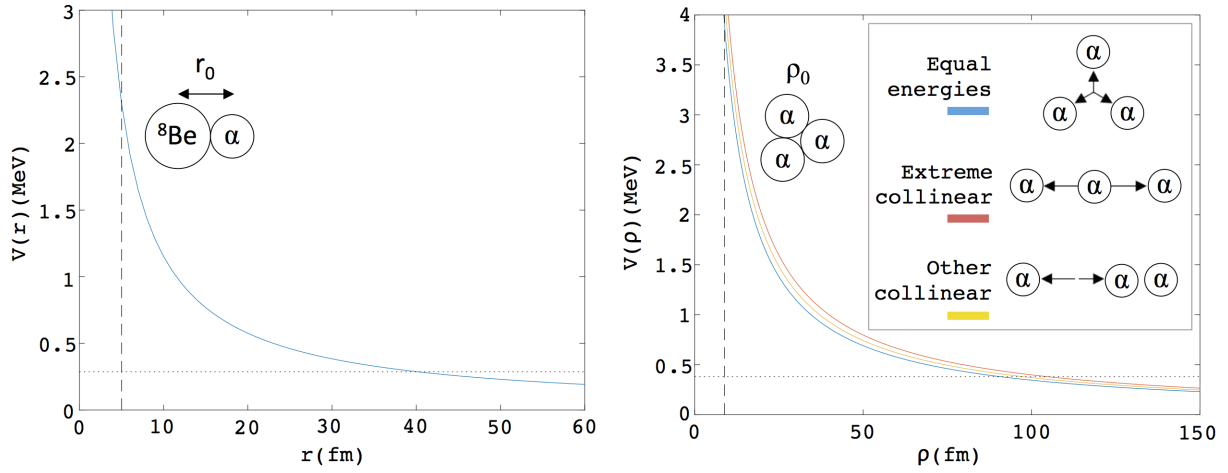 3
2.5
2
1.5
1
0.5
0
V(r)(MeV)
r₀
⁸Be
α
0
10
20
30
40
50
60
r(fm)
4
3.5
3
2.5
2
1.5
1
0.5
0
V(ρ)(MeV)
ρ₀
α
α
α
Equal
energies
α
α
α
Extreme
collinear
α
α
α
Other
collinear
α
α
α
0
50
100
150
ρ(fm)